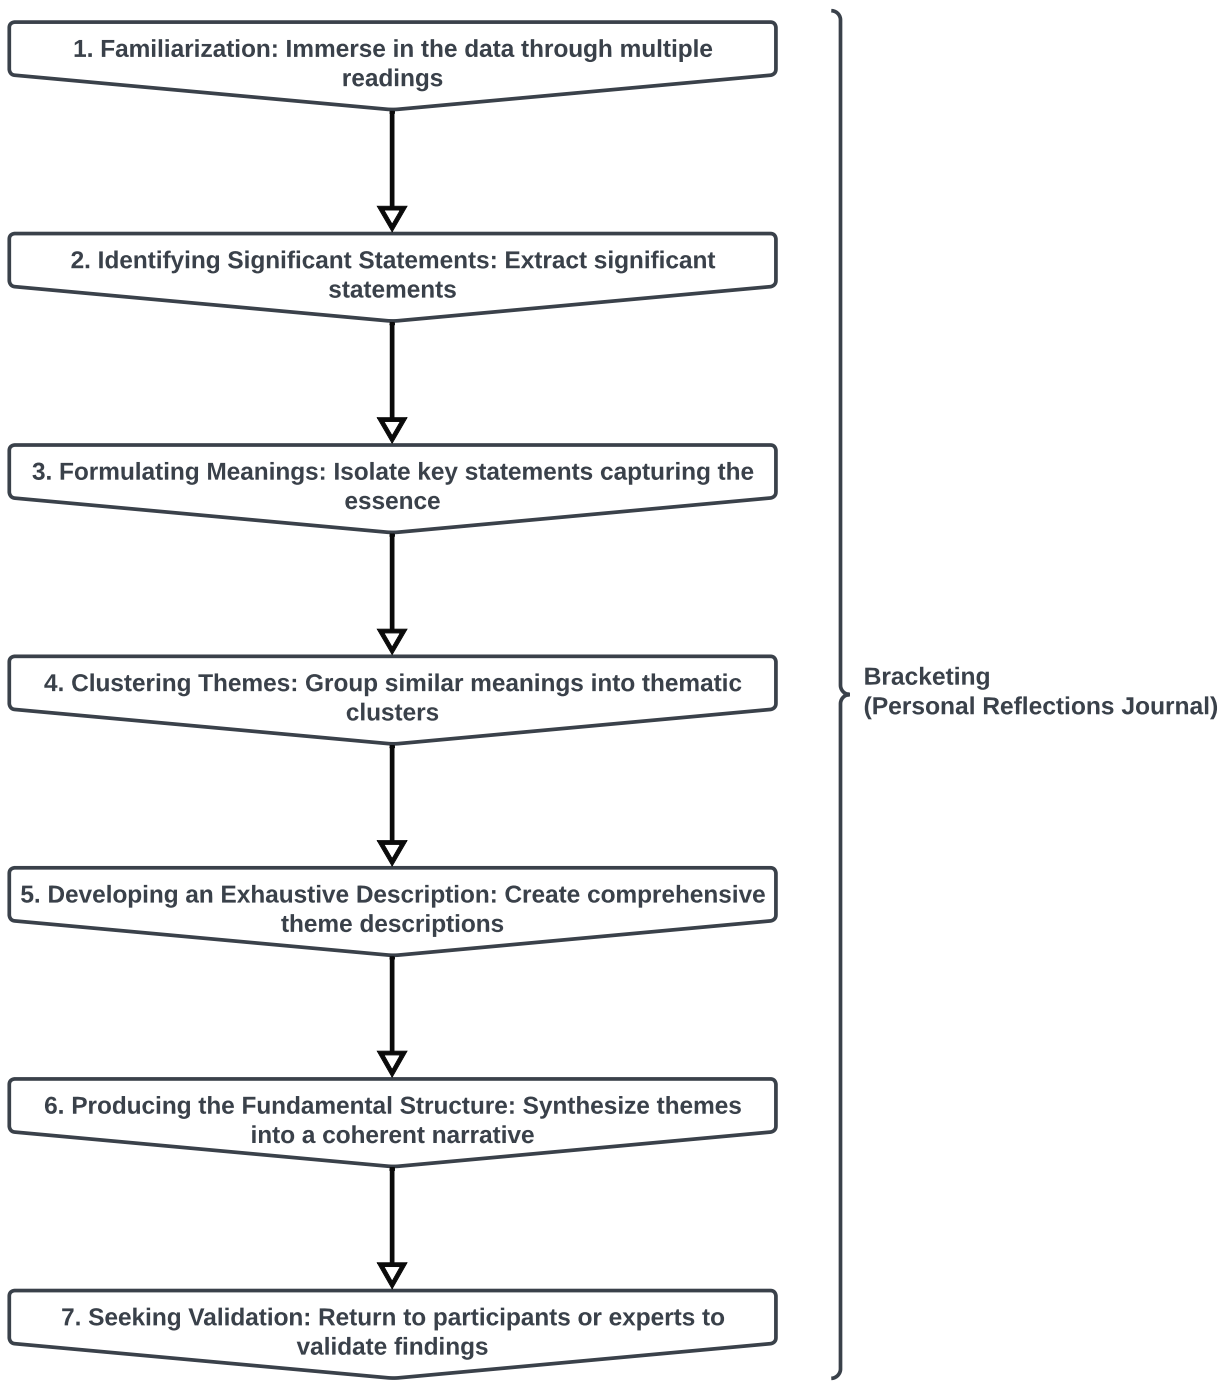 1. Familiarization: Immerse in the data through multiple
readings
2. Identifying Significant Statements: Extract significant
statements
3. Formulating Meanings: Isolate key statements capturing the
essence
4. Clustering Themes: Group similar meanings into thematic
clusters
Bracketing
(Personal Reflections Journal)
5. Developing an Exhaustive Description: Create comprehensive
theme descriptions
6. Producing the Fundamental Structure: Synthesize themes
into a coherent narrative
7. Seeking Validation: Return to participants or experts to
validate findings